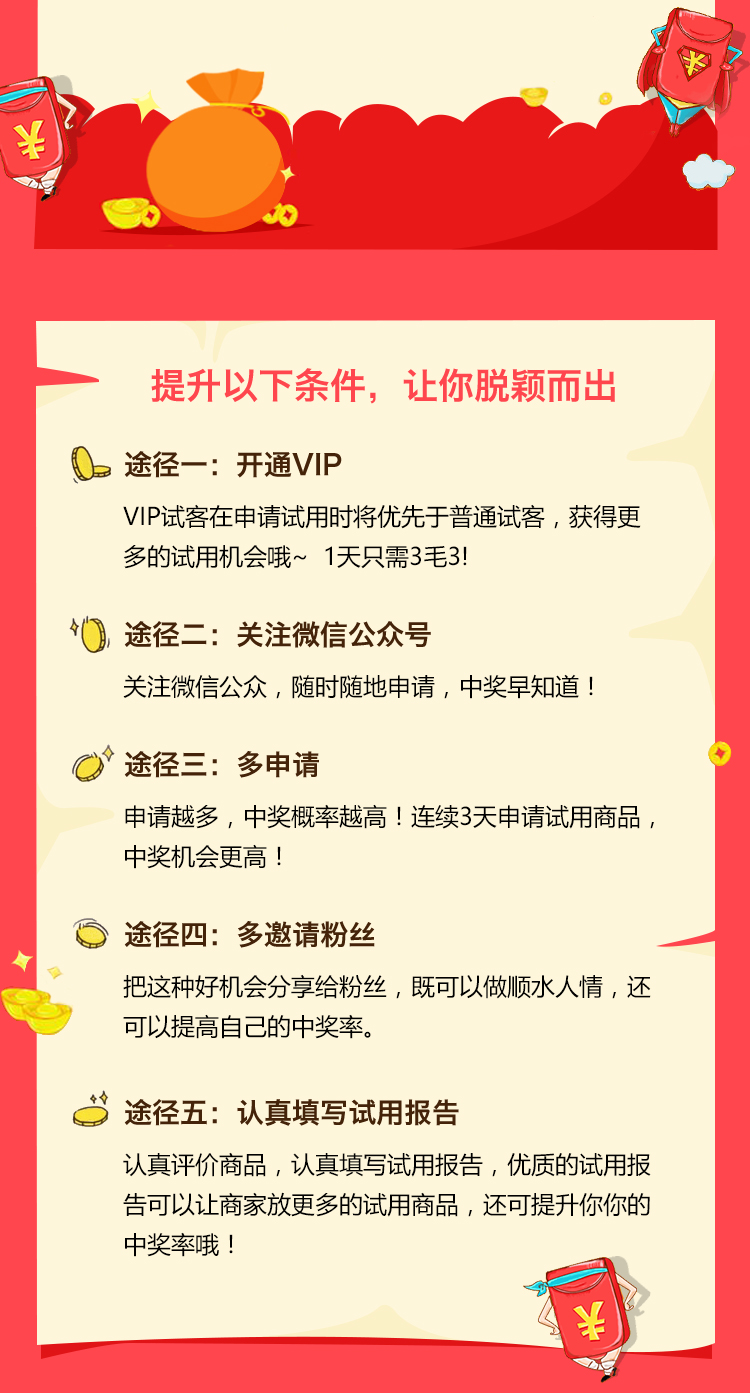 ¥
¥
提升以下条件，让你脱颖而出
途径一：开通VIP
VIP试客在申请试用时将优先于普通试客，获得更
多的试用机会哦~ 1天只需3毛3!
途径二：关注微信公众号
关注微信公众，随时随地申请，中奖早知道！
途径三：多申请
申请越多，中奖概率越高！连续3天申请试用商品，
中奖机会更高！
途径四：多邀请粉丝
把这种好机会分享给粉丝，既可以做顺水人情，还
可以提高自己的中奖率。
途径五：认真填写试用报告
认真评价商品，认真填写试用报告，优质的试用报
告可以让商家放更多的试用商品，还可提升你你的
中奖率哦！
¥